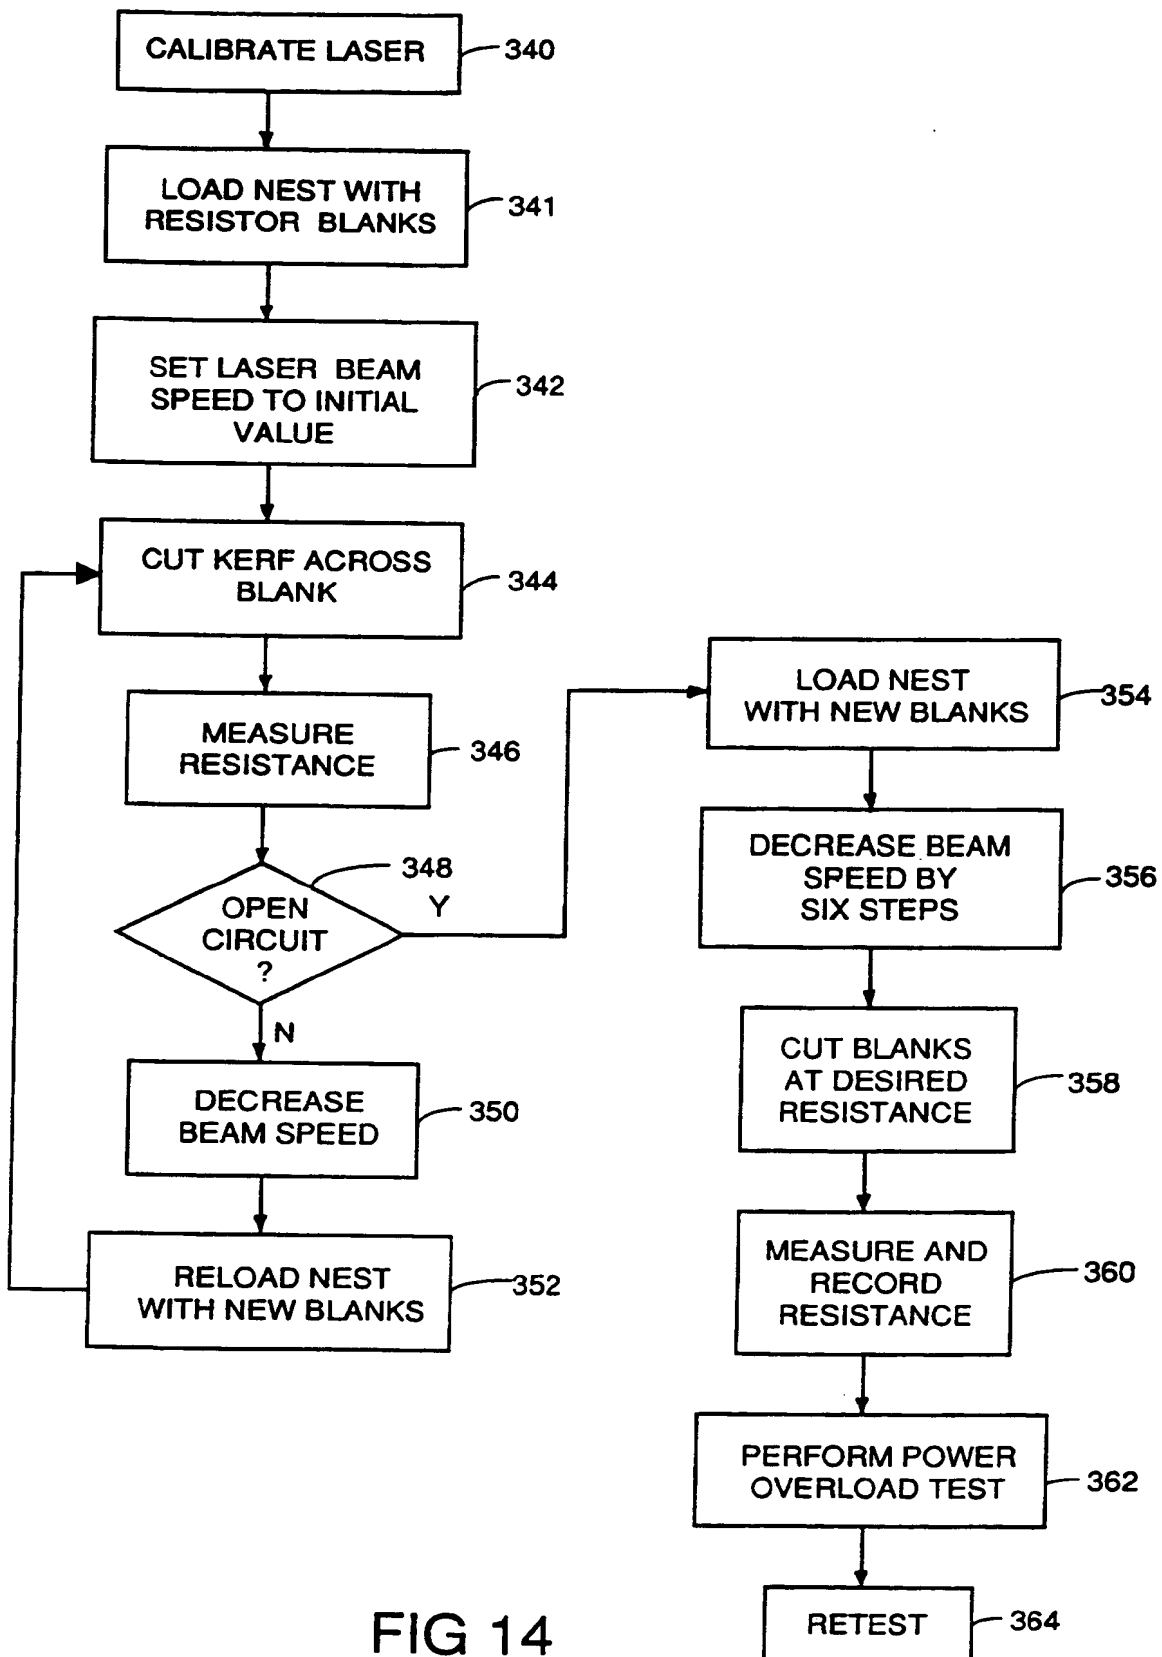 CALIBRATE LASER
340
LOAD NEST WITH
RESISTOR BLANKS
341
SET LASER BEAM
SPEED TO INITIAL
VALUE
342
CUT KERF ACROSS
BLANK
344
MEASURE
RESISTANCE
346
348
OPEN
CIRCUIT
?
Y
N
DECREASE
BEAM SPEED
350
RELOAD NEST
WITH NEW BLANKS
352
LOAD NEST
WITH NEW BLANKS
354
DECREASE BEAM
SPEED BY
SIX STEPS
356
CUT BLANKS
AT DESIRED
RESISTANCE
358
MEASURE AND
RECORD
RESISTANCE
360
PERFORM POWER
OVERLOAD TEST
362
RETEST
364
FIG 14